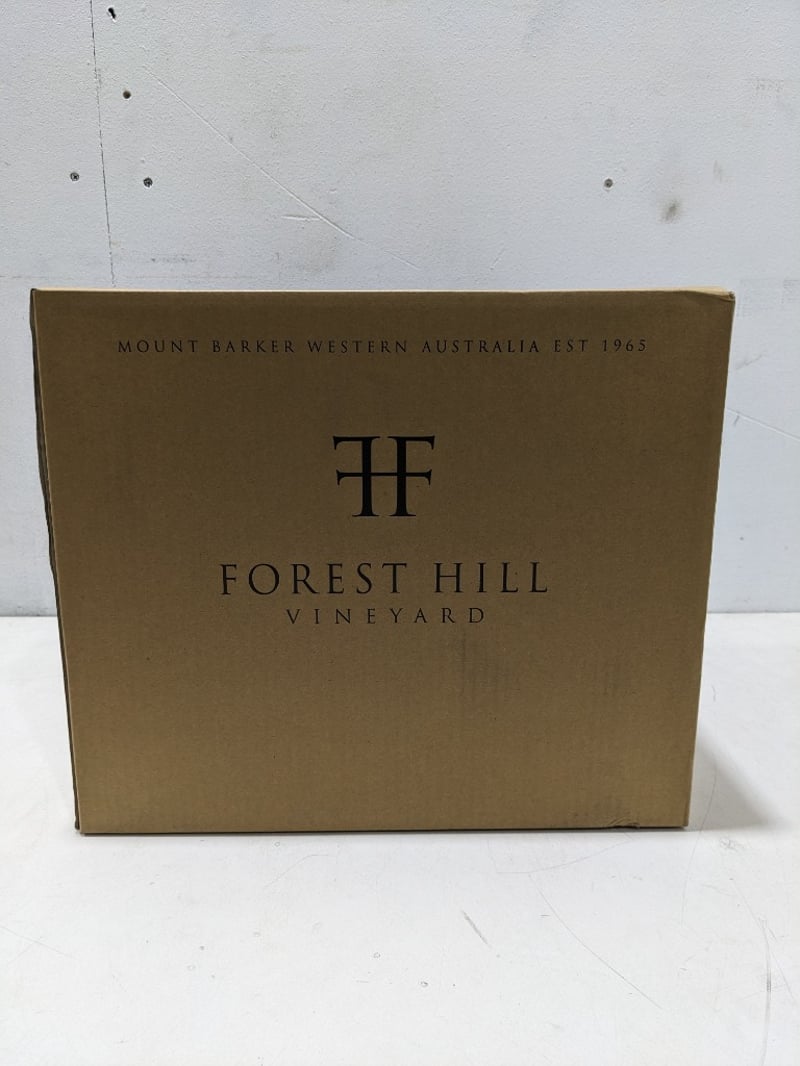 MOUNT BARKER WESTERN AUSTRALIA EST 1965
FH
FOREST HILL
VINEYARD